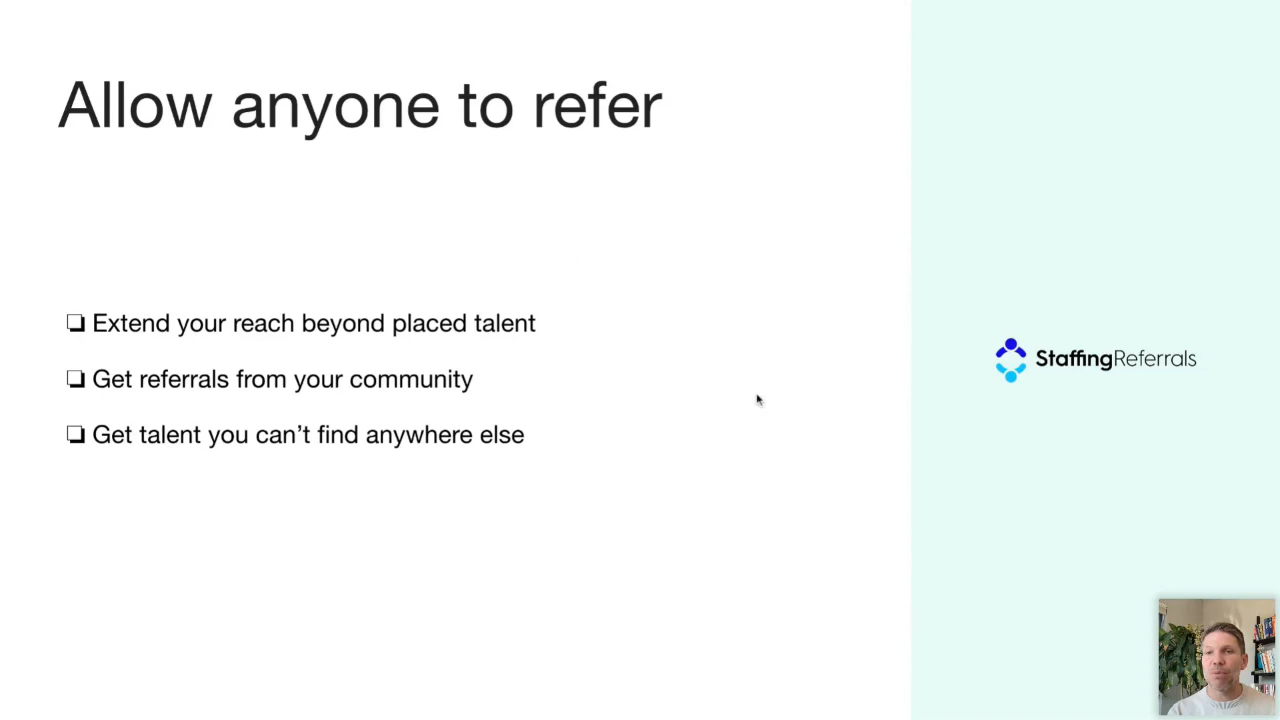 Allow anyone to refer
❏ Extend your reach beyond placed talent
❏ Get referrals from your community
❏ Get talent you can’t find anywhere else
StaffingReferrals